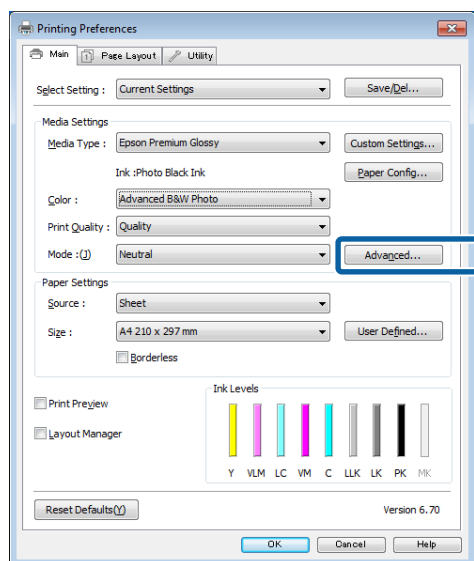 Printing Preferences
Main Page Layout Utility
Select Setting : Current Settings Save/Del...
Media Settings
Media Type : Epson Premium Glossy Custom Settings...
Ink :Photo Black Ink Paper Config...
Color : Advanced B&W Photo
Print Quality : Quality
Mode :(J) Neutral Advanced...
Paper Settings
Source : Sheet
Size : A4 210 x 297 mm User Defined...
Borderless
Ink Levels
Print Preview
Layout Manager
Y VLM LC VM C LLK LK PK MK
Reset Defaults(Y) Version 6.70
OK Cancel Help